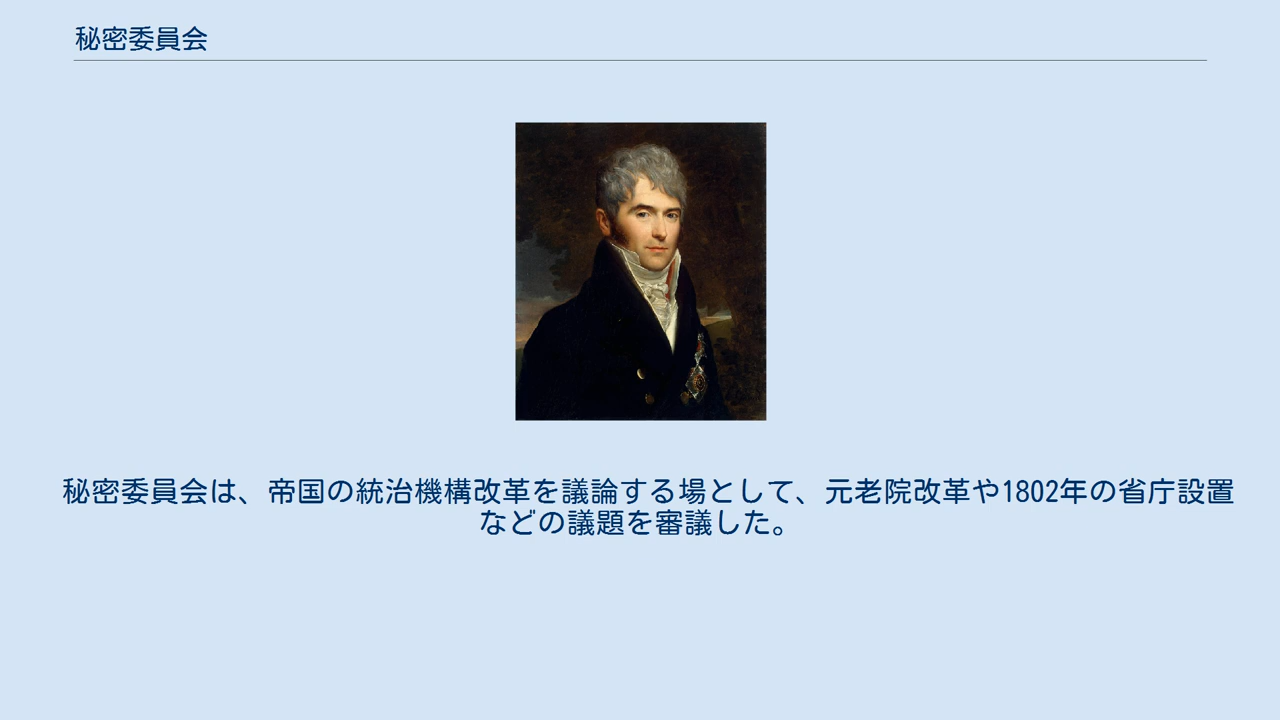 秘密委員会
秘密委員会は、帝国の統治機構改革を議論する場として、元老院改革や1802年の省庁設置
などの議題を審議した。